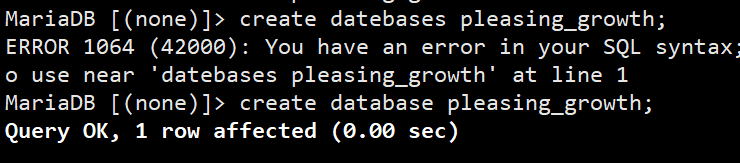 MariaDB [(none)]> create datebases pleasing_growth;
ERROR 1064 (42000): You have an error in your SQL syntax;
o use near 'datebases pleasing_growth' at line 1
MariaDB [(none)]> create database pleasing_growth;
Query OK, 1 row affected (0.00 sec)